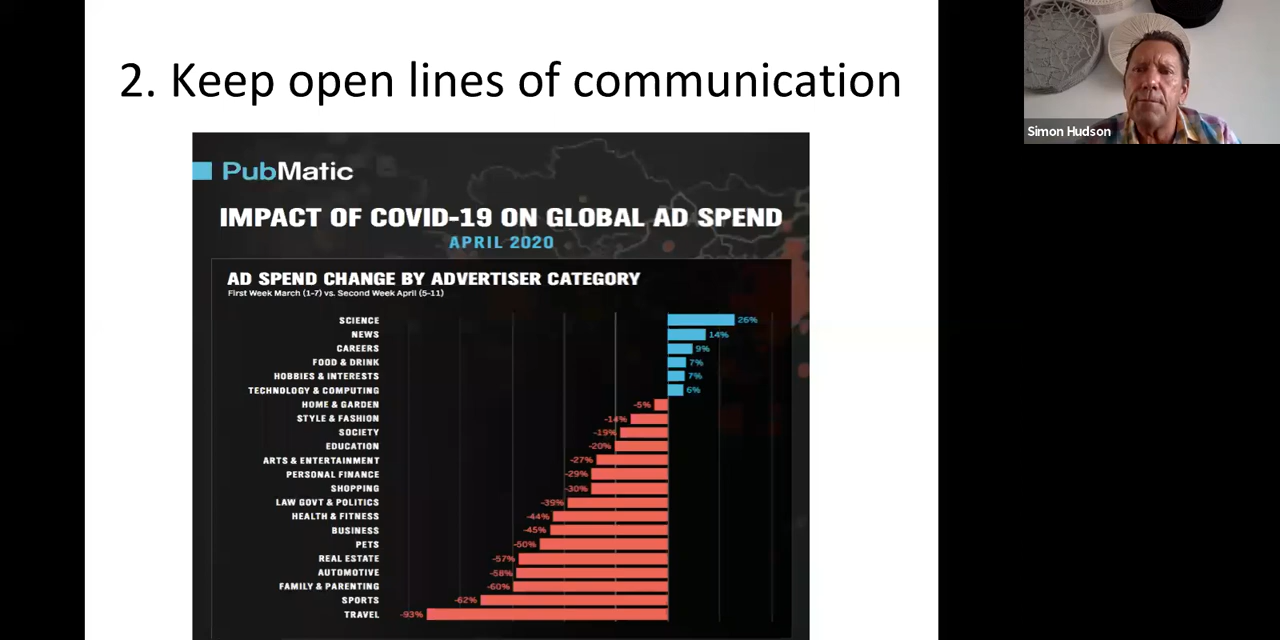 2. Keep open lines of communication
PubMatic
IMPACT OF COVID-19 ON GLOBAL AD SPEND
APRIL 2020
AD SPEND CHANGE BY ADVERTISER CATEGORY
First Week March (1-7) vs. Second Week April (5-11)
SCIENCE 26%
NEWS 14%
CAREERS 9%
FOOD & DRINK 7%
HOBBIES & INTERESTS 7%
TECHNOLOGY & COMPUTING 6%
HOME & GARDEN -5%
STYLE & FASHION -14%
SOCIETY -19%
EDUCATION -20%
ARTS & ENTERTAINMENT -27%
PERSONAL FINANCE -29%
SHOPPING -30%
LAW GOVT & POLITICS -39%
HEALTH & FITNESS -44%
BUSINESS -45%
PETS -50%
REAL ESTATE -57%
AUTOMOTIVE -58%
FAMILY & PARENTING -60%
SPORTS -62%
TRAVEL -93%
Simon Hudson